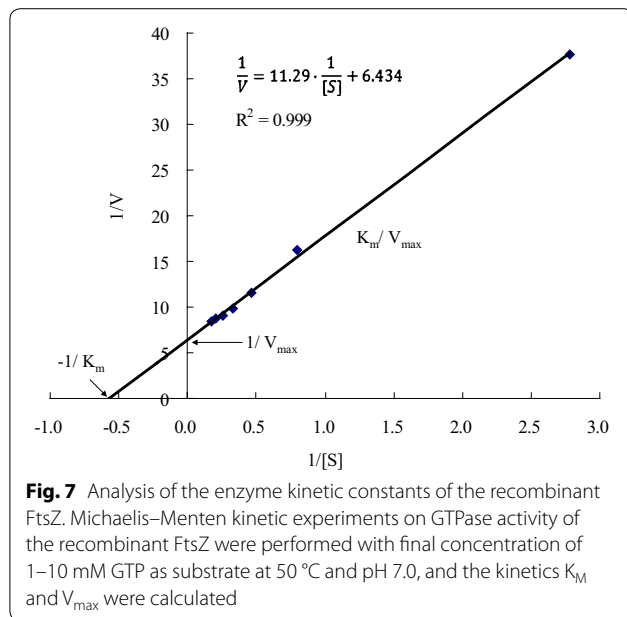 40
35
30
25
20
15
10
5
0
1/V
1/V = 11.29 · 1/[S] + 6.434
R² = 0.999
Kₘ/ Vₘₐₓ
1/ Vₘₐₓ
-1/ Kₘ
-1.0 -0.5 0.0 0.5 1.0 1.5 2.0 2.5 3.0
1/[S]
Fig. 7 Analysis of the enzyme kinetic constants of the recombinant
FtsZ. Michaelis–Menten kinetic experiments on GTPase activity of
the recombinant FtsZ were performed with final concentration of
1–10 mM GTP as substrate at 50 °C and pH 7.0, and the kinetics K_M
and Vₘₐₓ were calculated